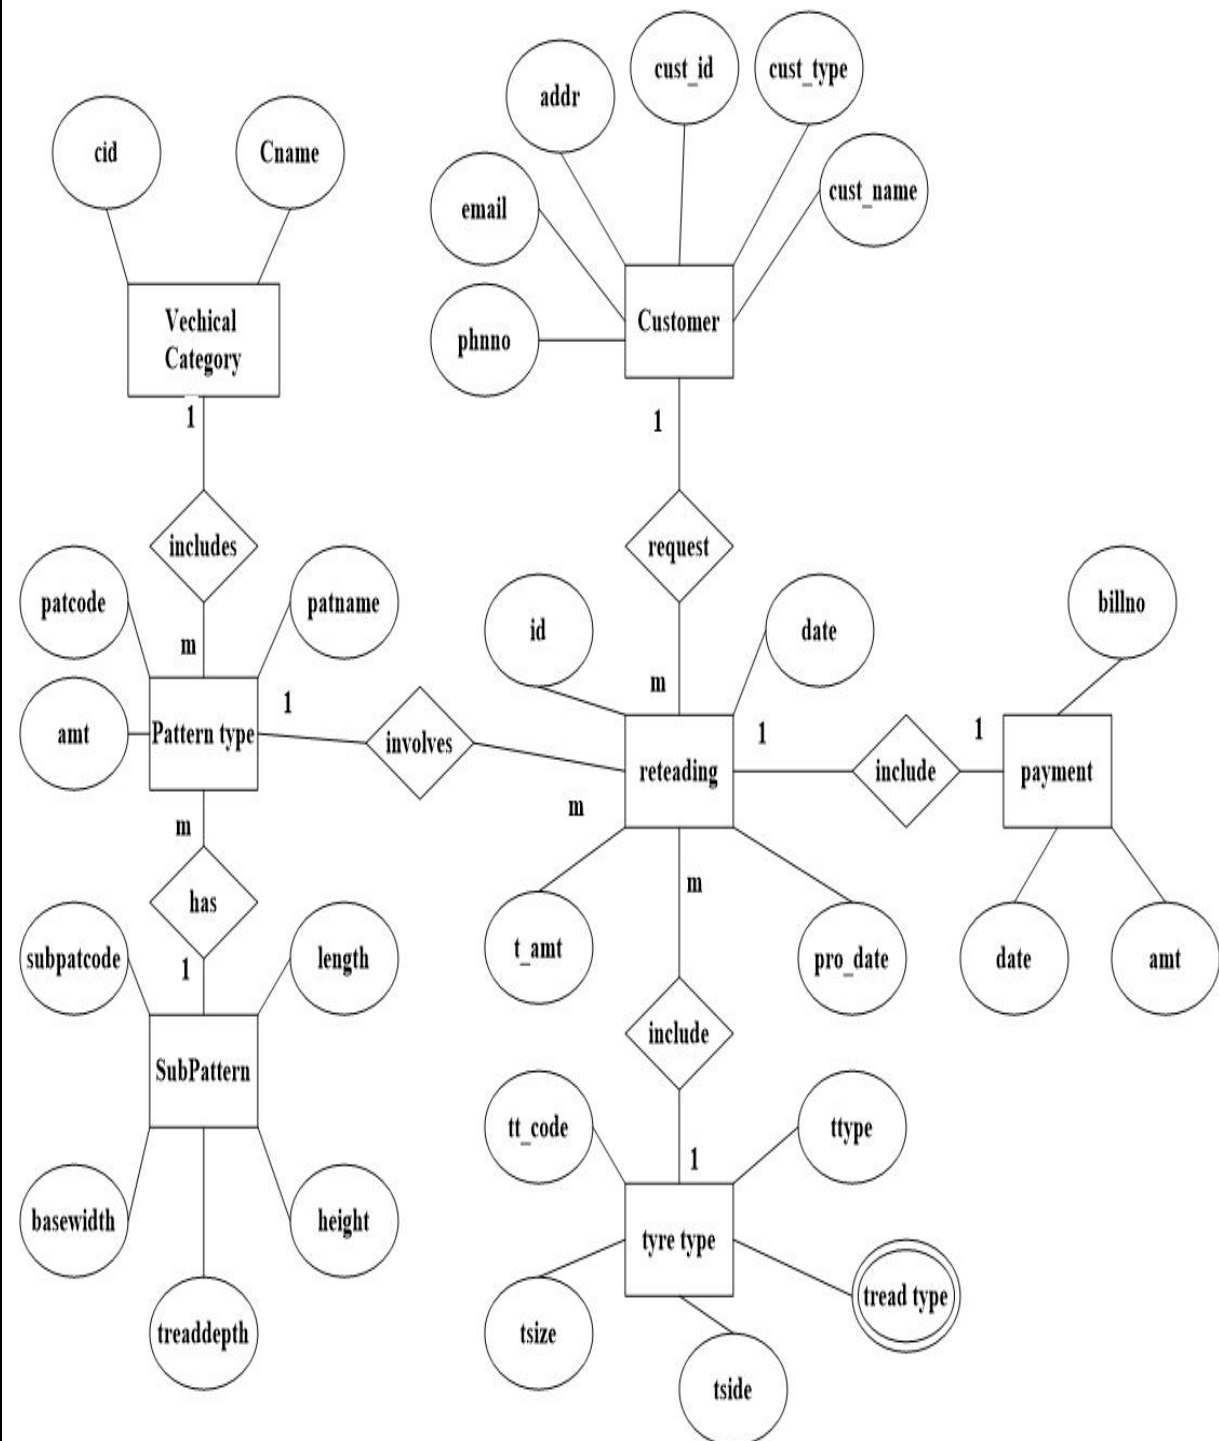 cust_id
cust_type
addr
cid
Cname
cust_name
email
Vechical
Category
Customer
phnno
1
1
includes
request
patcode
patname
id
date
billno
m
m
1
1
1
amt
Pattern type
involves
reteading
include
payment
m
m
m
has
subpatcode
length
t_amt
pro_date
date
amt
1
include
SubPattern
tt_code
ttype
1
basewidth
height
tyre type
tread type
treaddepth
tsize
tside